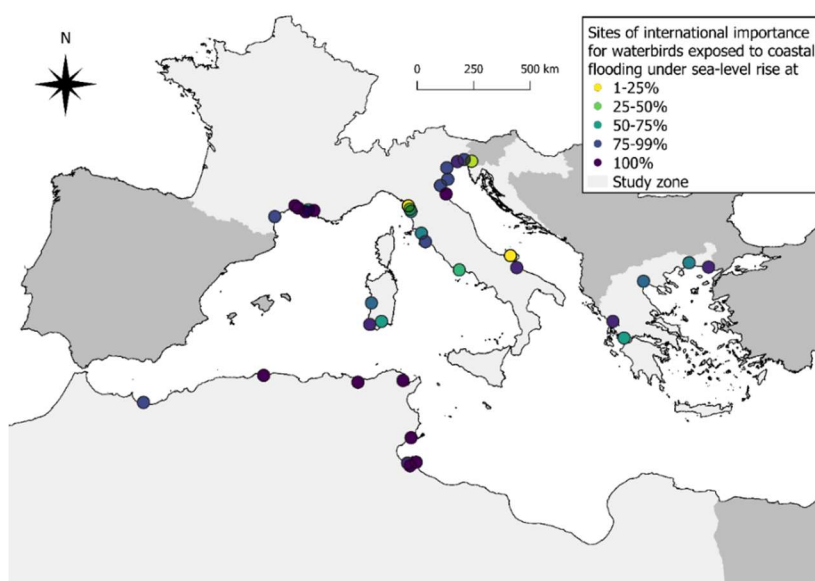 N
0 250 500 km
Sites of international importance
for waterbirds exposed to coastal
flooding under sea-level rise at
1-25%
25-50%
50-75%
75-99%
100%
Study zone